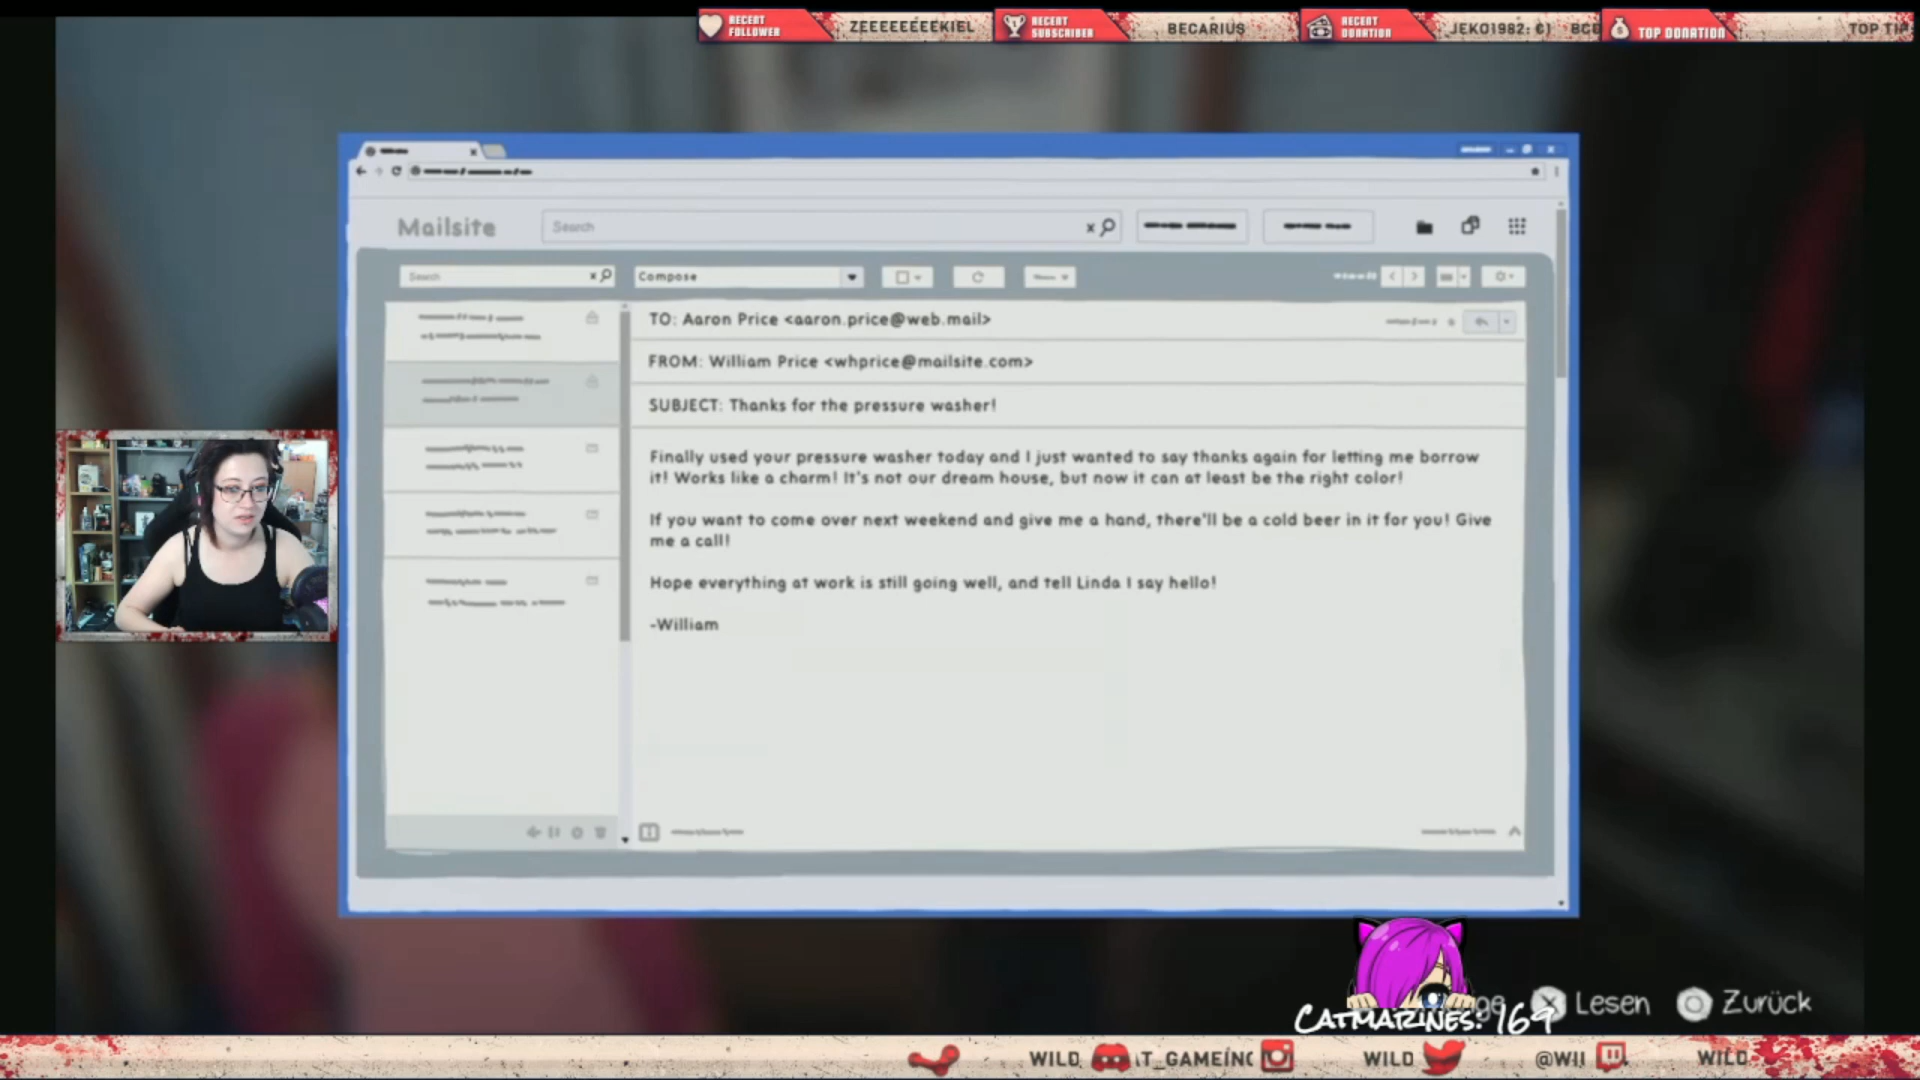 RECENT FOLLOWER
ZEEEEEEEEKIEL
RECENT SUBSCRIBER
BECARIUS
RECENT DONATION
JEKO1982:
TOP DONATION
TOP
Mailsite
Search
Search
Compose
TO: Aaron Price <aaron.price@web.mail>
FROM: William Price <whprice@mailsite.com>
SUBJECT: Thanks for the pressure washer!
Finally used your pressure washer today and I just wanted to say thanks again for letting me borrow
it! Works like a charm! It's not our dream house, but now it can at least be the right color!
If you want to come over next weekend and give me a hand, there'll be a cold beer in it for you! Give
me a call!
Hope everything at work is still going well, and tell Linda I say hello!
-William
Lesen
Zurück
CATMARINES: 169
WILD
T_GAMEING
WILD
@WII
WILD